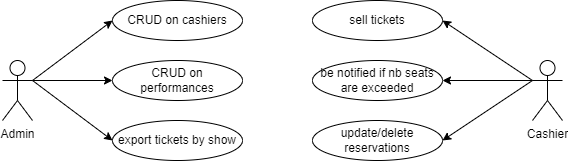 CRUD on cashiers
sell tickets
CRUD on
performances
be notified if nb seats
are exceeded
Admin
Cashier
export tickets by show
update/delete
reservations